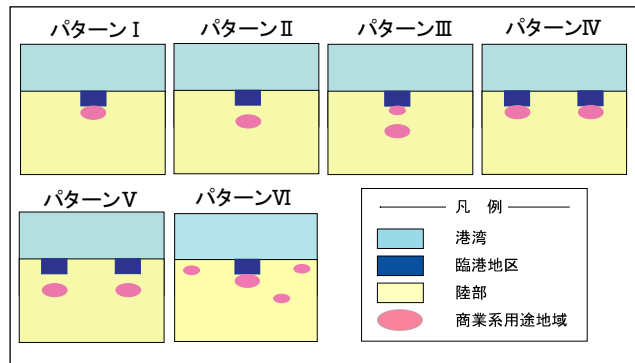 パターンⅠ
パターンⅡ
パターンⅢ
パターンⅣ
パターンⅤ
パターンⅥ
凡 例
港湾
臨港地区
陸部
商業系用途地域